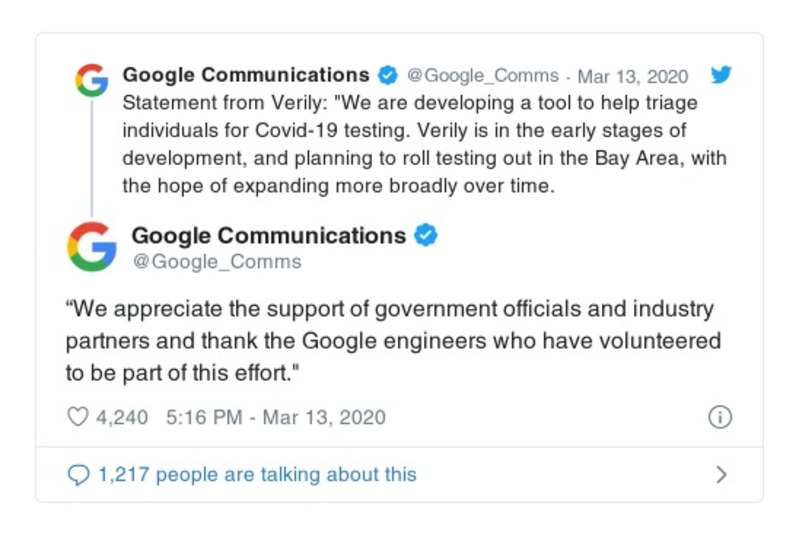 Google Communications @Google_Comms · Mar 13, 2020
Statement from Verily: "We are developing a tool to help triage
individuals for Covid-19 testing. Verily is in the early stages of
development, and planning to roll testing out in the Bay Area, with
the hope of expanding more broadly over time.
Google Communications
@Google_Comms
“We appreciate the support of government officials and industry
partners and thank the Google engineers who have volunteered
to be part of this effort."
4,240 5:16 PM - Mar 13, 2020
1,217 people are talking about this